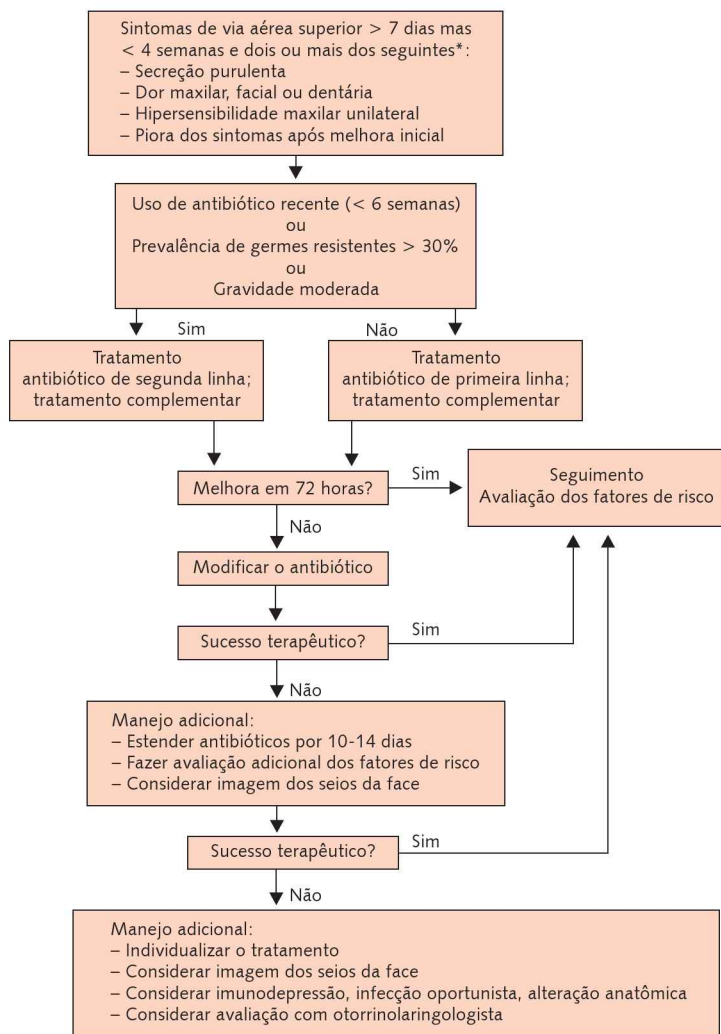 Sintomas de via aérea superior > 7 dias mas
< 4 semanas e dois ou mais dos seguintes*:
– Secreção purulenta
– Dor maxilar, facial ou dentária
– Hipersensibilidade maxilar unilateral
– Piora dos sintomas após melhora inicial
Uso de antibiótico recente (< 6 semanas)
ou
Prevalência de germes resistentes > 30%
ou
Gravidade moderada
Sim
Não
Tratamento
antibiótico de segunda linha;
tratamento complementar
Tratamento
antibiótico de primeira linha;
tratamento complementar
Melhora em 72 horas?
Sim
Seguimento
Avaliação dos fatores de risco
Não
Modificar o antibiótico
Sucesso terapêutico?
Sim
Não
Manejo adicional:
– Estender antibióticos por 10-14 dias
– Fazer avaliação adicional dos fatores de risco
– Considerar imagem dos seios da face
Sucesso terapêutico?
Sim
Não
Manejo adicional:
– Individualizar o tratamento
– Considerar imagem dos seios da face
– Considerar imunodepressão, infecção oportunista, alteração anatômica
– Considerar avaliação com otorrinolaringologista